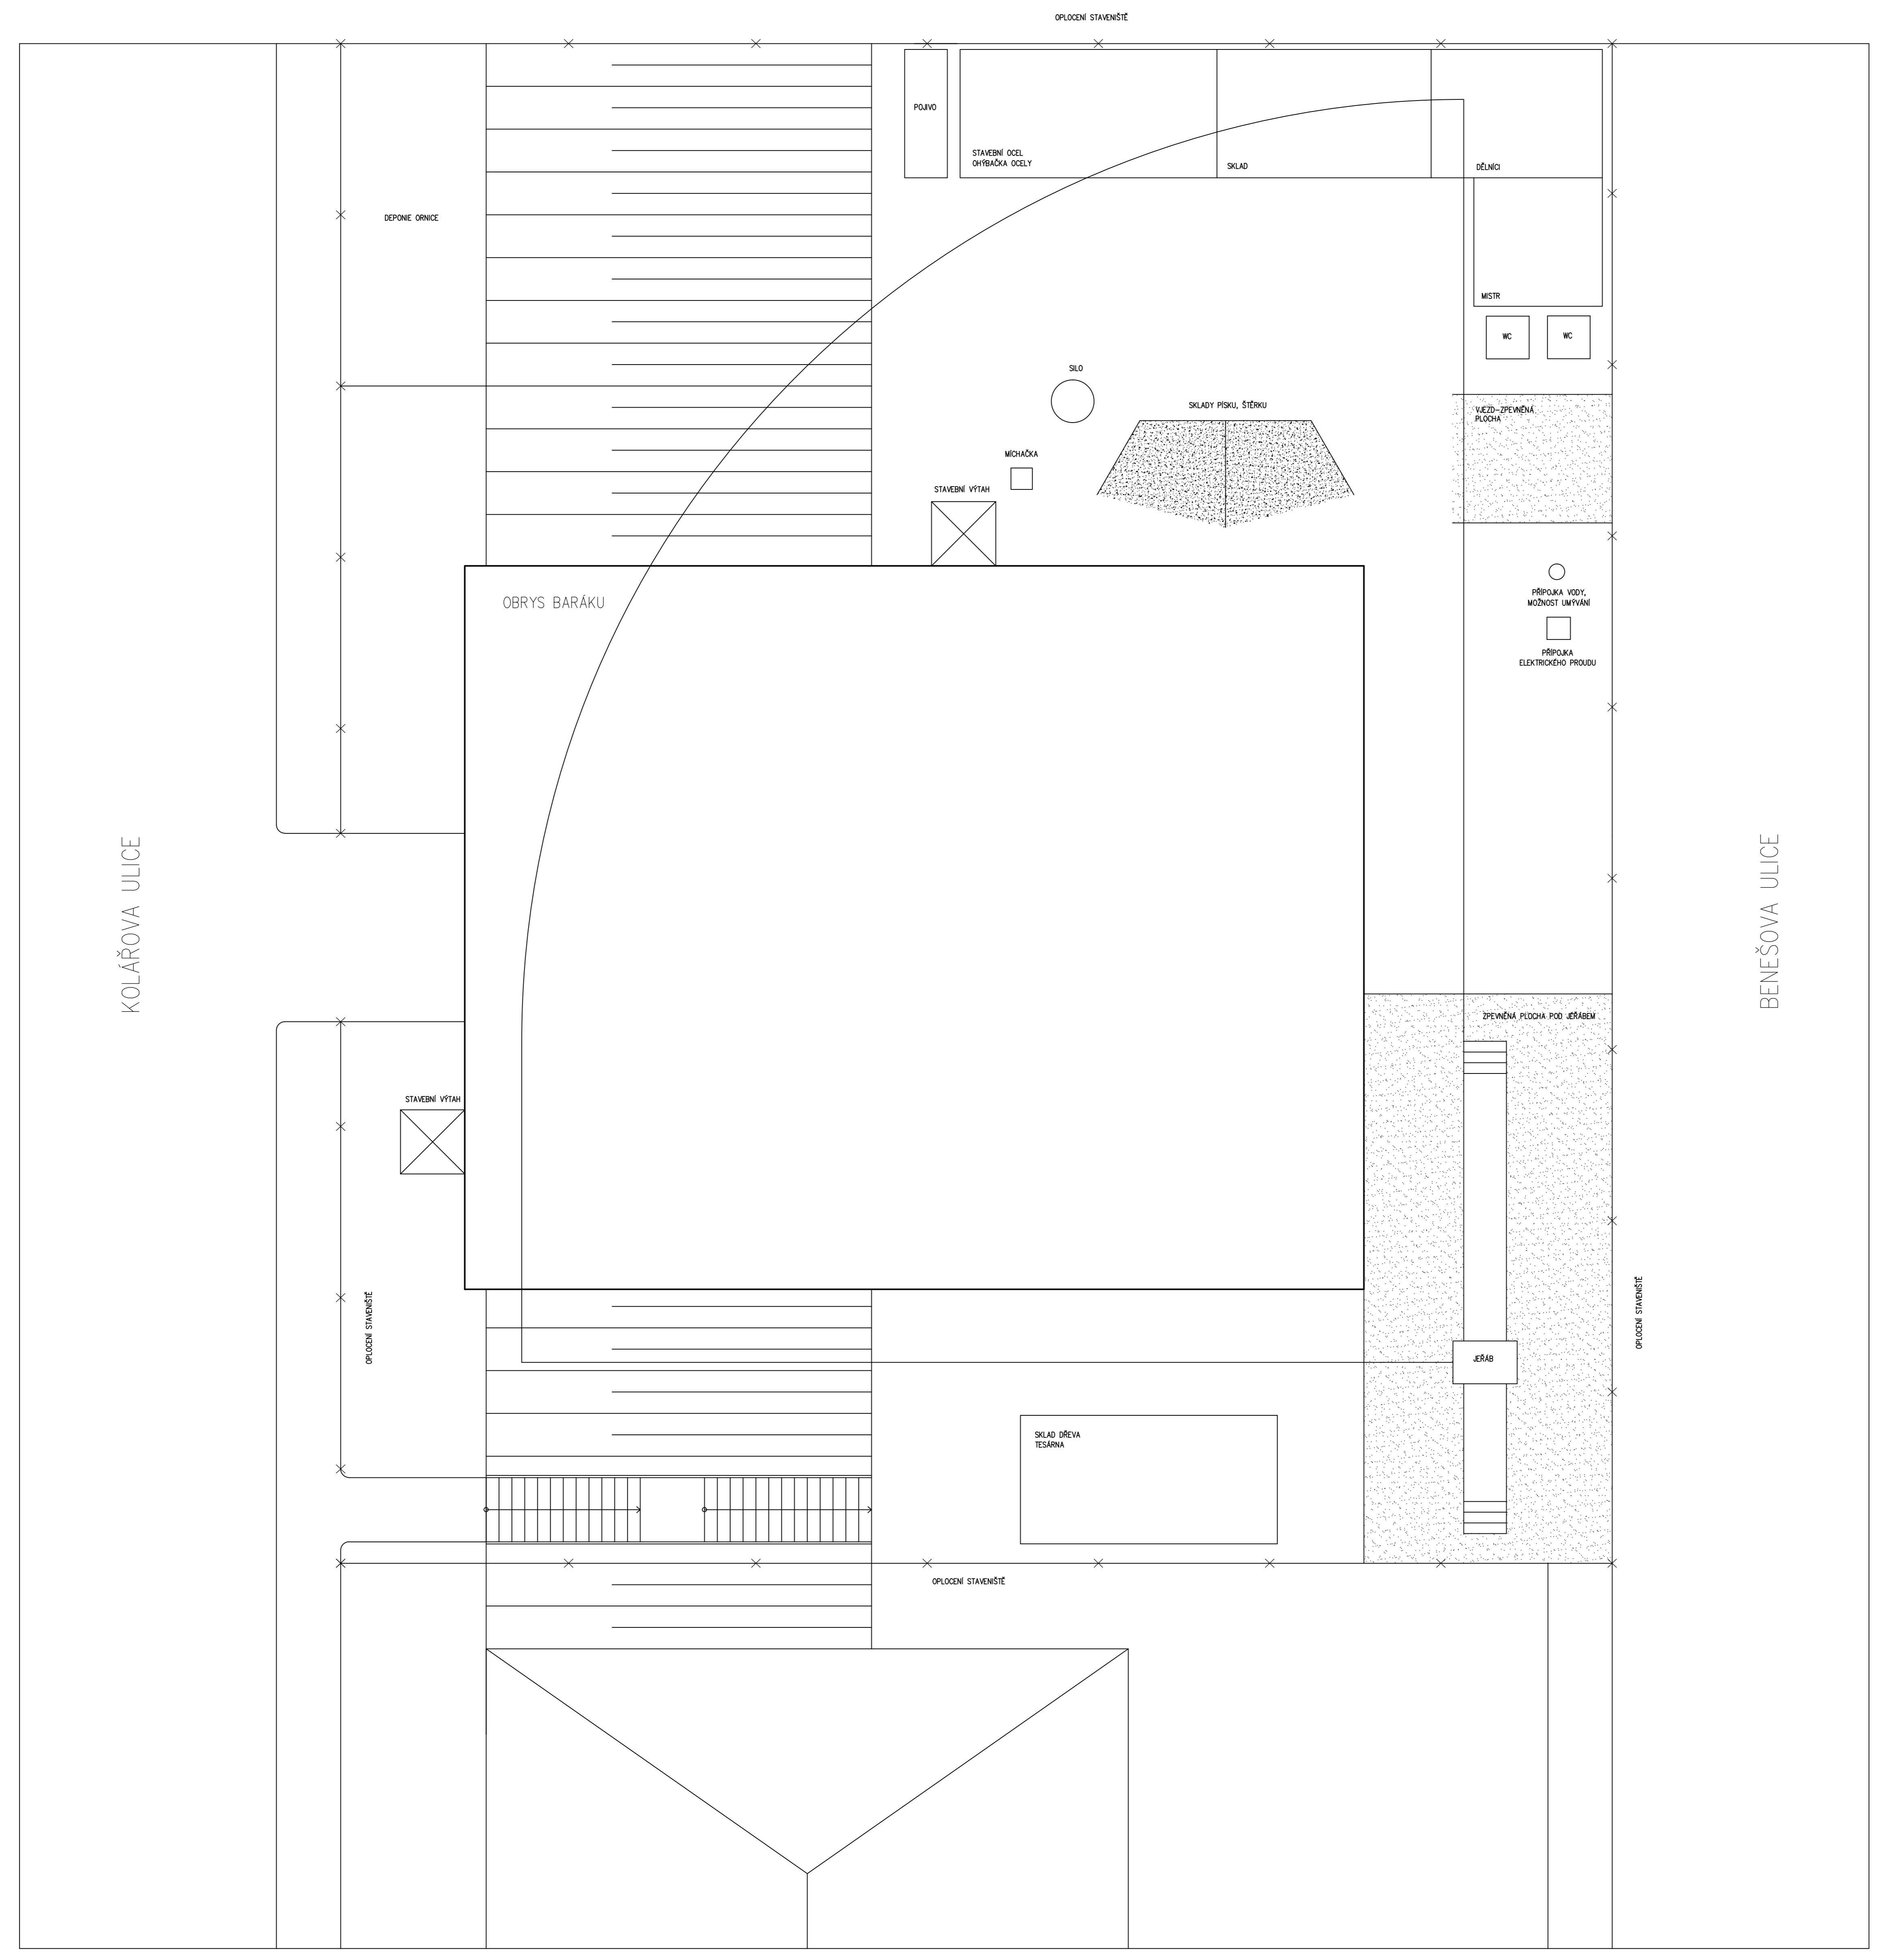 OPLOCENÍ STAVENIŠTĚ
POJIVO
STAVEBNÍ OCEL
OHÝBAČKA OCELY
SKLAD
DĚLNÍCI
DEPONIE ORNICE
MISTR
WC
WC
SILO
SKLADY PÍSKU, ŠTĚRKU
VJEZD-ZPEVNĚNÁ
PLOCHA
MÍCHAČKA
STAVEBNÍ VÝTAH
OBRYS BARÁKU
PŘÍPOJKA VODY,
MOŽNOST UMÝVÁNÍ
PŘÍPOJKA
ELEKTRICKÉHO PROUDU
KOLÁŘOVA ULICE
BENEŠOVA ULICE
ZPEVNĚNÁ PLOCHA POD JEŘÁBEM
STAVEBNÍ VÝTAH
OPLOCENÍ STAVENIŠTĚ
OPLOCENÍ STAVENIŠTĚ
JEŘÁB
SKLAD DŘEVA
TESÁRNA
OPLOCENÍ STAVENIŠTĚ